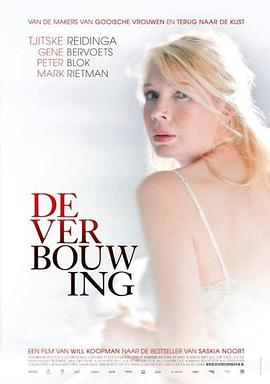 VAN DE MAKERS VAN GOOISCHE VROUWEN EN TERUG NAAR DE KUST
TJITSKE REIDINGA
GENE BERVOETS
PETER BLOK
MARK RIETMAN
DE
VER
BOUW
ING
EEN FILM VAN WILL KOOPMAN NAAR DE BESTSELLER VAN SASKIA NOORT